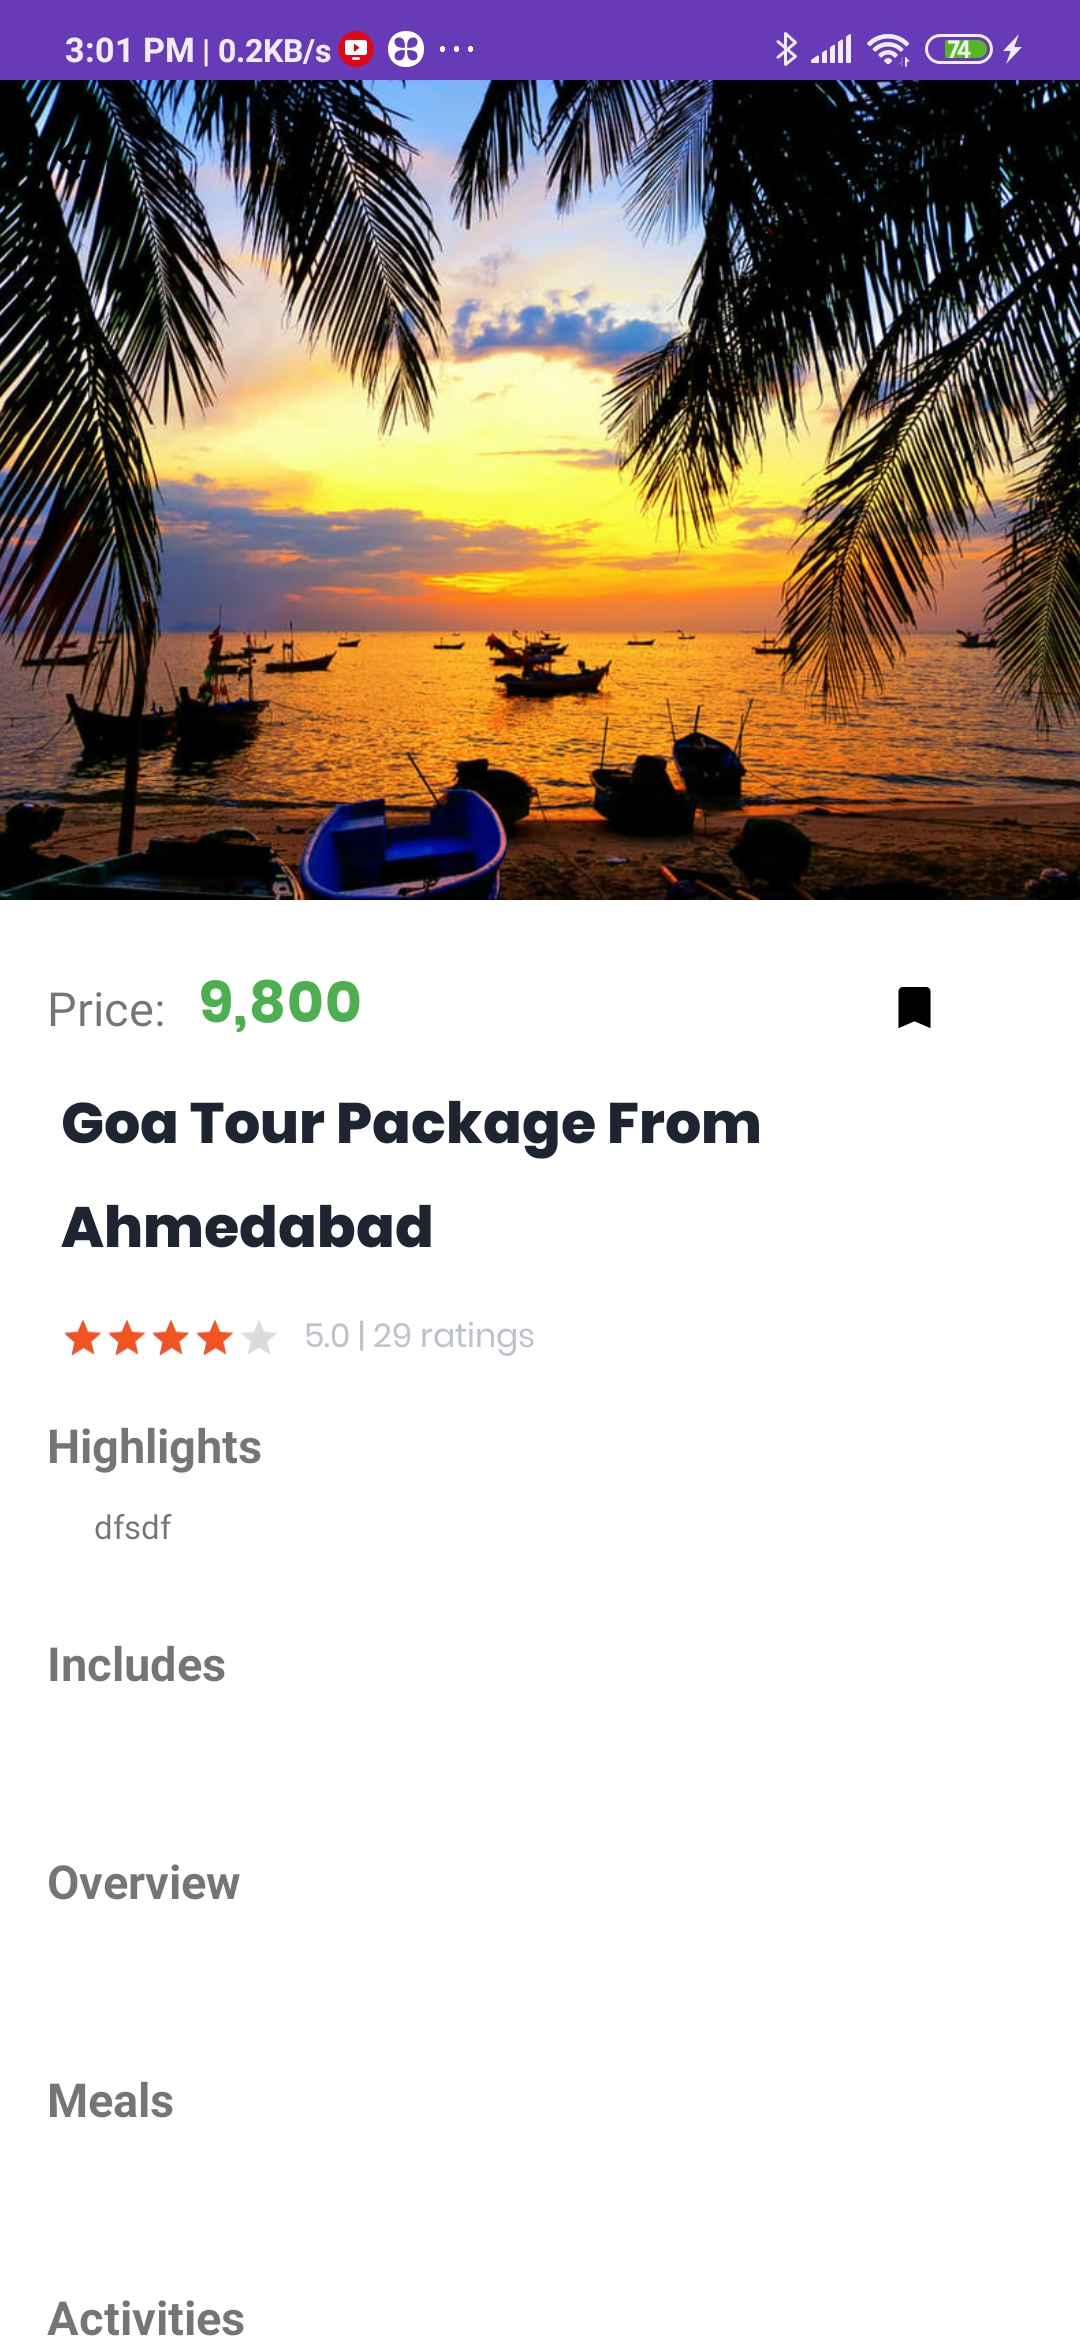 3:01 PM | 0.2KB/s
74
Price: 9,800
Goa Tour Package From
Ahmedabad
5.0 | 29 ratings
Highlights
dfsdf
Includes
Overview
Meals
Activities